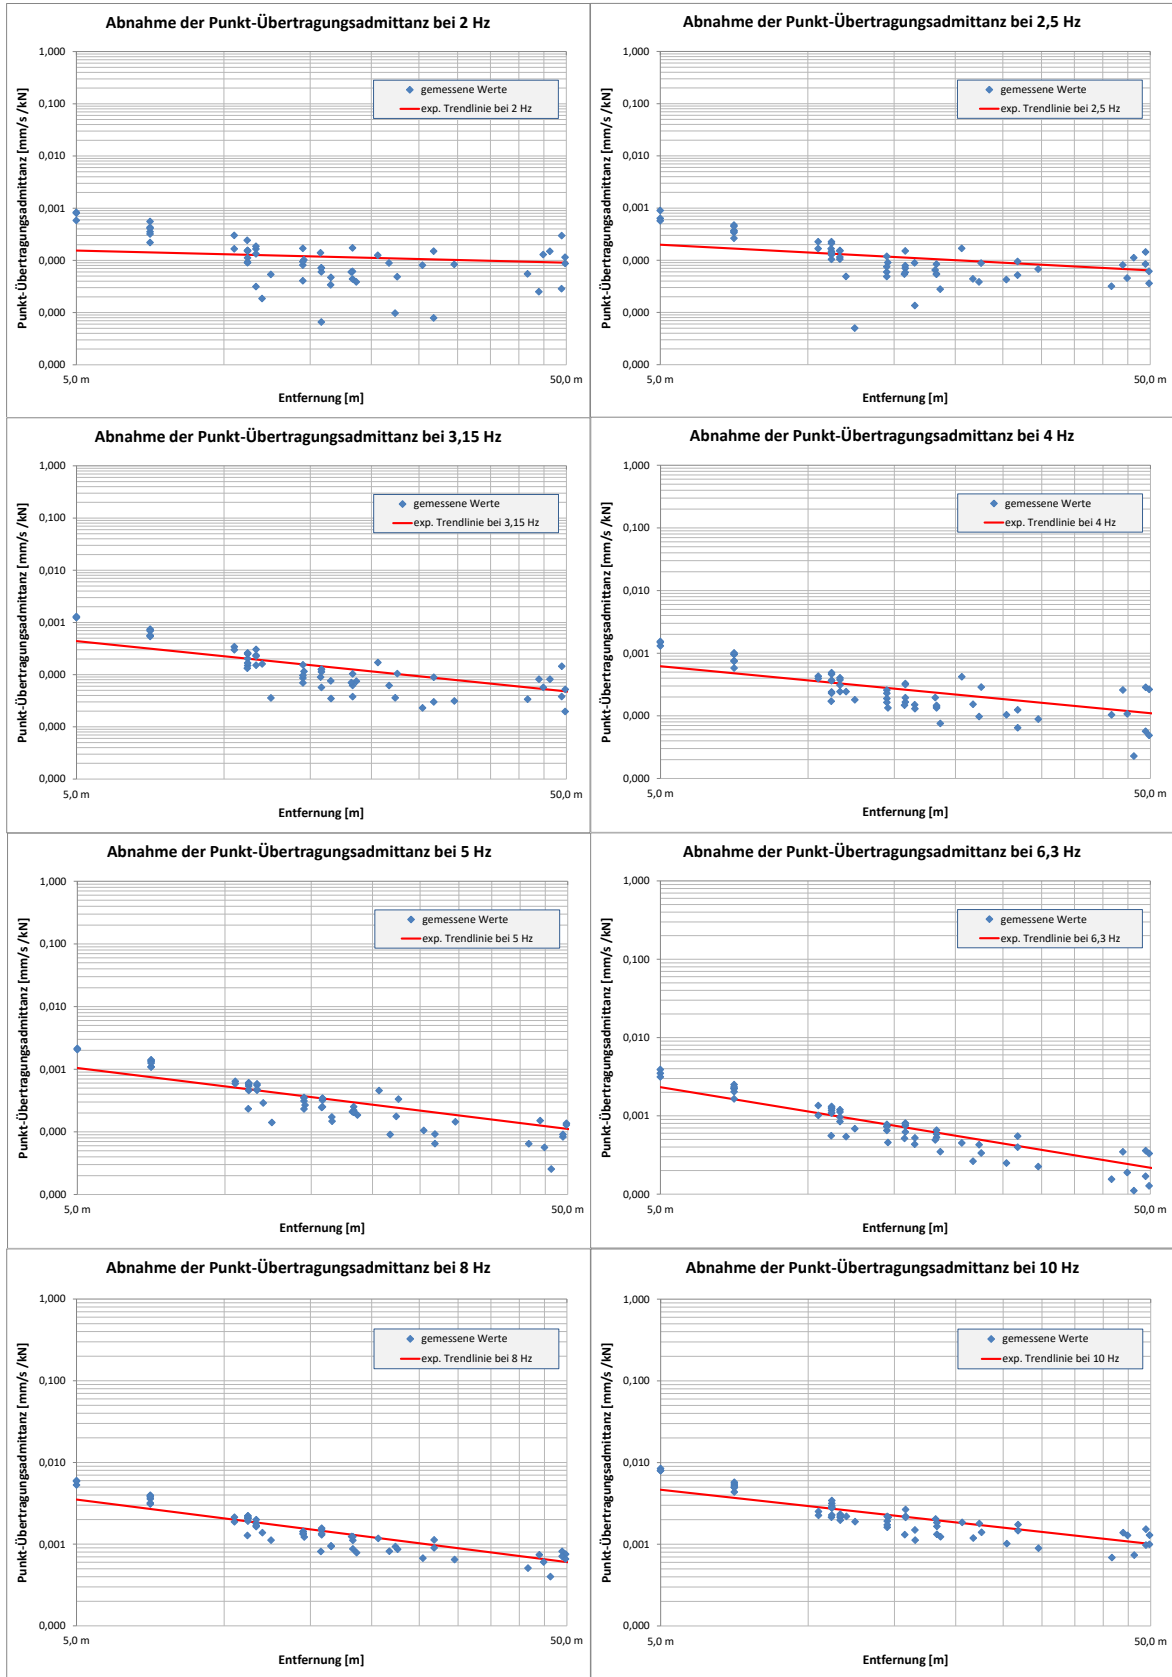 Abnahme der Punkt-Übertragungsadmittanz bei 2 Hz
Punkt-Übertragungsadmittanz [mm/s /kN]
1,000
0,100
0,010
0,001
0,000
0,000
0,000
gemessene Werte
exp. Trendlinie bei 2 Hz
5,0 m
50,0 m
Entfernung [m]
Abnahme der Punkt-Übertragungsadmittanz bei 2,5 Hz
Punkt-Übertragungsadmittanz [mm/s /kN]
1,000
0,100
0,010
0,001
0,000
0,000
0,000
gemessene Werte
exp. Trendlinie bei 2,5 Hz
5,0 m
50,0 m
Entfernung [m]
Abnahme der Punkt-Übertragungsadmittanz bei 3,15 Hz
Punkt-Übertragungsadmittanz [mm/s /kN]
1,000
0,100
0,010
0,001
0,000
0,000
0,000
gemessene Werte
exp. Trendlinie bei 3,15 Hz
5,0 m
50,0 m
Entfernung [m]
Abnahme der Punkt-Übertragungsadmittanz bei 4 Hz
Punkt-Übertragungsadmittanz [mm/s /kN]
1,000
0,100
0,010
0,001
0,000
0,000
gemessene Werte
exp. Trendlinie bei 4 Hz
5,0 m
50,0 m
Entfernung [m]
Abnahme der Punkt-Übertragungsadmittanz bei 5 Hz
Punkt-Übertragungsadmittanz [mm/s /kN]
1,000
0,100
0,010
0,001
0,000
0,000
gemessene Werte
exp. Trendlinie bei 5 Hz
5,0 m
50,0 m
Entfernung [m]
Abnahme der Punkt-Übertragungsadmittanz bei 6,3 Hz
Punkt-Übertragungsadmittanz [mm/s /kN]
1,000
0,100
0,010
0,001
0,000
gemessene Werte
exp. Trendlinie bei 6,3 Hz
5,0 m
50,0 m
Entfernung [m]
Abnahme der Punkt-Übertragungsadmittanz bei 8 Hz
Punkt-Übertragungsadmittanz [mm/s /kN]
1,000
0,100
0,010
0,001
0,000
gemessene Werte
exp. Trendlinie bei 8 Hz
5,0 m
50,0 m
Entfernung [m]
Abnahme der Punkt-Übertragungsadmittanz bei 10 Hz
Punkt-Übertragungsadmittanz [mm/s /kN]
1,000
0,100
0,010
0,001
0,000
gemessene Werte
exp. Trendlinie bei 10 Hz
5,0 m
50,0 m
Entfernung [m]